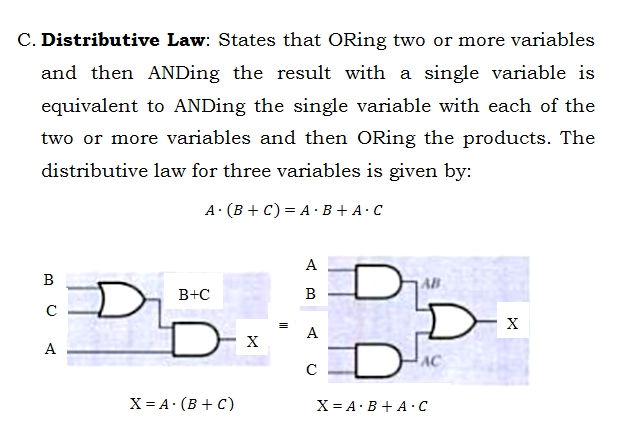 C. Distributive Law: States that ORing two or more variables
and then ANDing the result with a single variable is
equivalent to ANDing the single variable with each of the
two or more variables and then ORing the products. The
distributive law for three variables is given by:
A · (B + C) = A · B + A · C
B
C
A
B+C
X
≡
A
B
A
C
AB
AC
X
X = A · (B + C)
X = A · B + A · C